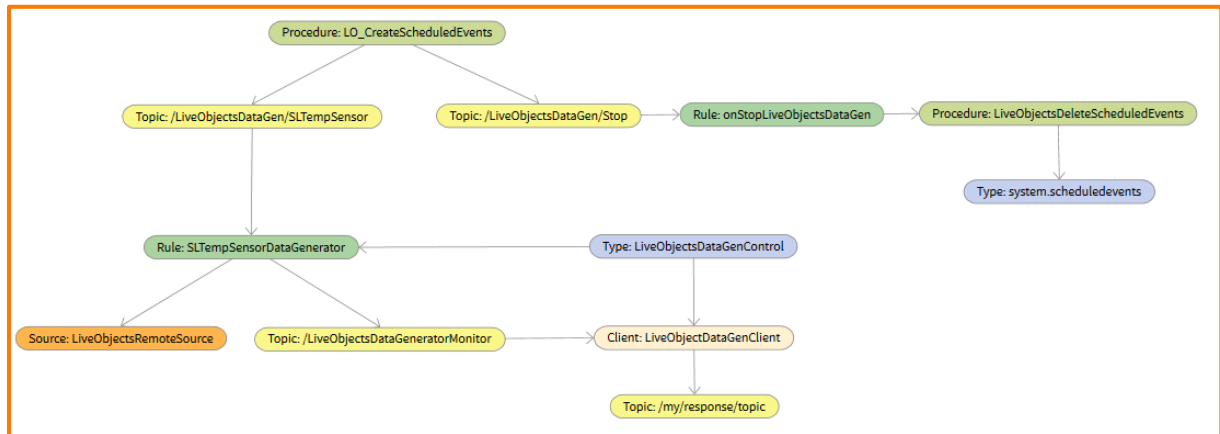 Procedure: LO_CreateScheduledEvents
Topic: /LiveObjectsDataGen/SLTempSensor
Topic: /LiveObjectsDataGen/Stop
Rule: onStopLiveObjectsDataGen
Procedure: LiveObjectsDeleteScheduledEvents
Type: system.scheduledevents
Rule: SLTempSensorDataGenerator
Type: LiveObjectsDataGenControl
Source: LiveObjectsRemoteSource
Topic: /LiveObjectsDataGeneratorMonitor
Client: LiveObjectDataGenClient
Topic: /my/response/topic